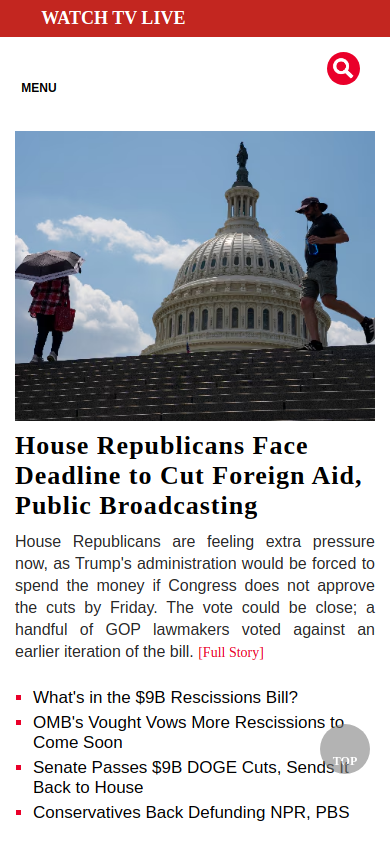 WATCH TV LIVE
MENU
House Republicans Face
Deadline to Cut Foreign Aid,
Public Broadcasting
House Republicans are feeling extra pressure
now, as Trump's administration would be forced to
spend the money if Congress does not approve
the cuts by Friday. The vote could be close; a
handful of GOP lawmakers voted against an
earlier iteration of the bill. [Full Story]
What's in the $9B Rescissions Bill?
OMB's Vought Vows More Rescissions to
Come Soon
Senate Passes $9B DOGE Cuts, Sends It
Back to House
TOP
Conservatives Back Defunding NPR, PBS